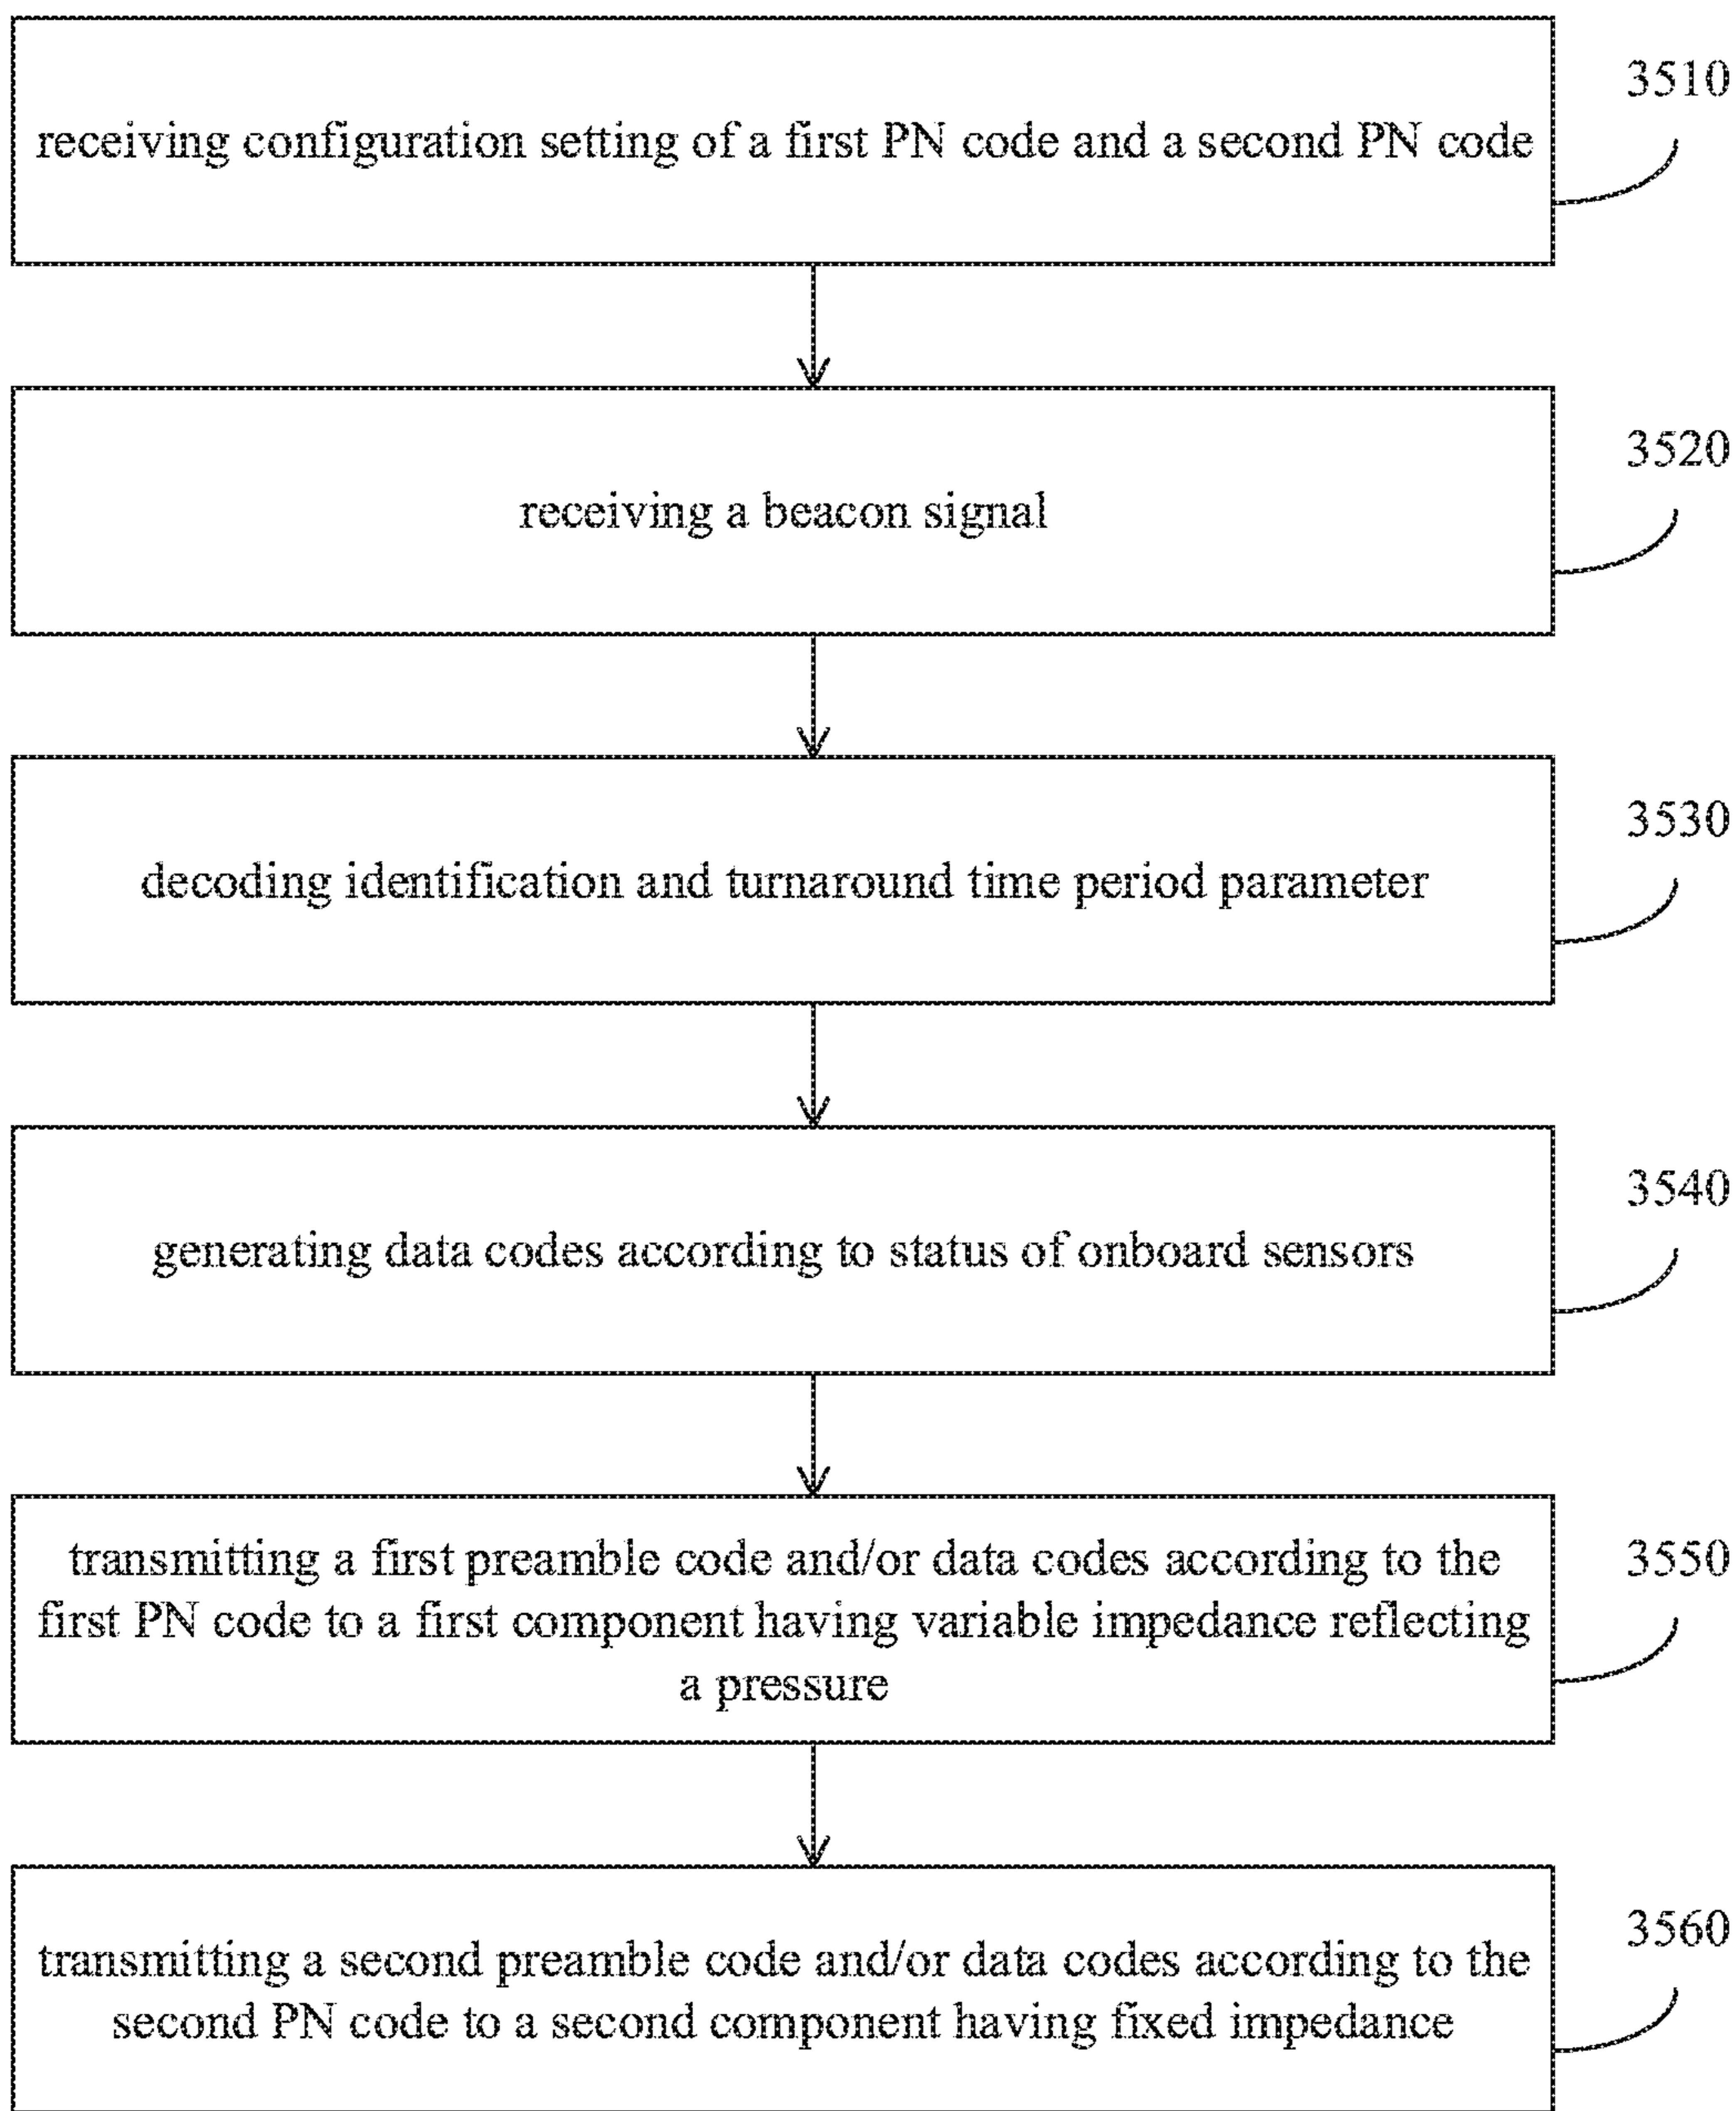 3510
receiving configuration setting of a first PN code and a second PN code
3520
receiving a beacon signal
3530
decoding identification and turnaround time period parameter
3540
generating data codes according to status of onboard sensors
3550
transmitting a first preamble code and/or data codes according to the
first PN code to a first component having variable impedance reflecting
a pressure
3560
transmitting a second preamble code and/or data codes according to the
second PN code to a second component having fixed impedance